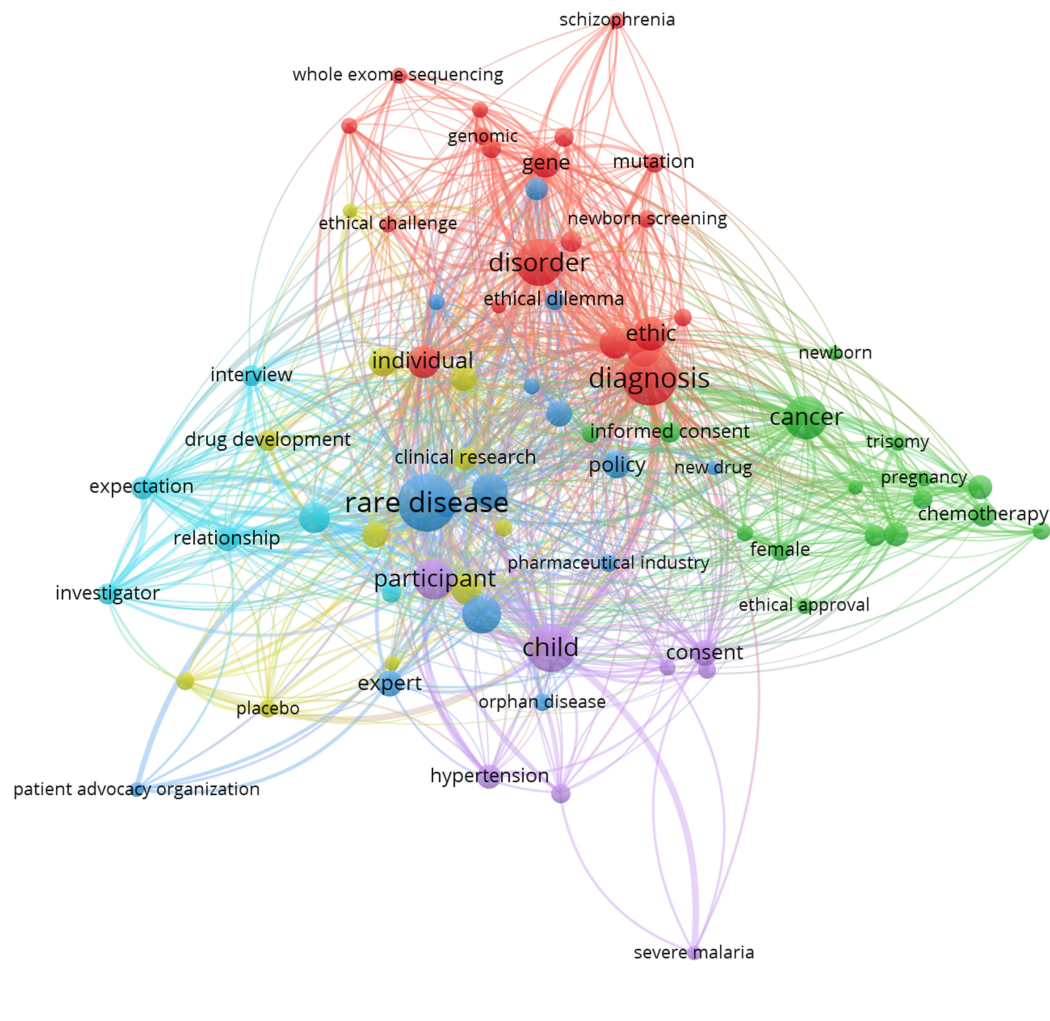 schizophrenia
whole exome sequencing
genomic
gene
mutation
ethical challenge
newborn screening
disorder
ethical dilemma
ethic
individual
newborn
interview
diagnosis
cancer
drug development
informed consent
trisomy
clinical research
policy
new drug
pregnancy
expectation
rare disease
chemotherapy
relationship
female
pharmaceutical industry
participant
investigator
ethical approval
child
consent
expert
orphan disease
placebo
hypertension
patient advocacy organization
severe malaria